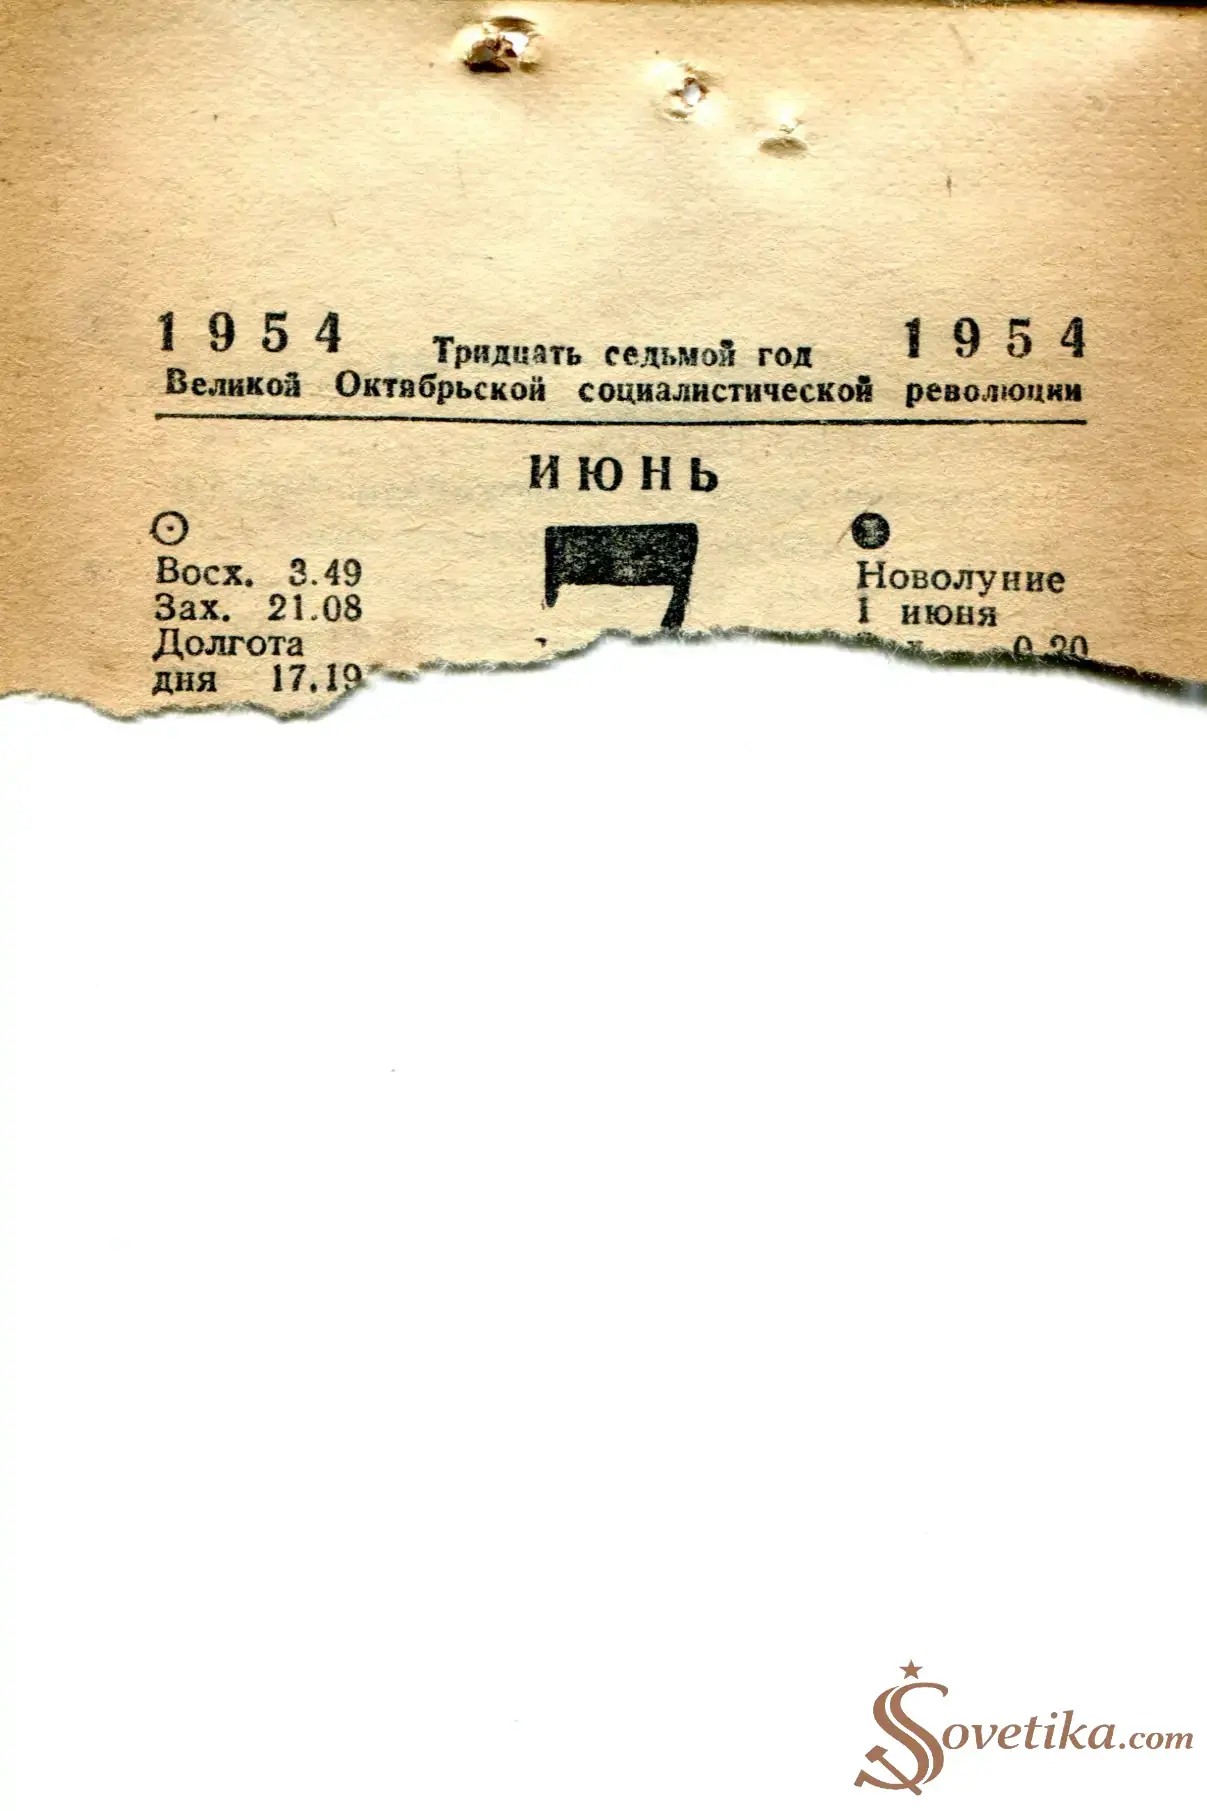 1954 Тридцать седьмой год 1954
Великой Октябрьской социалистической революции
ИЮНЬ
7
Восх. 3.49
Зах. 21.08
Долгота
дня 17.19
Новолуние
1 июня
Sovetika.com